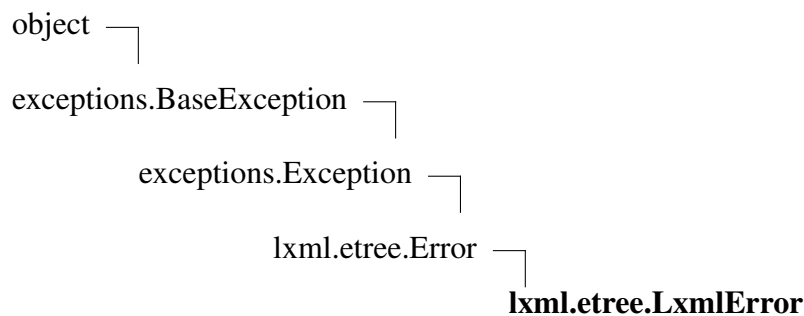 object
exceptions.BaseException
exceptions.Exception
lxml.etree.Error
lxml.etree.LxmlError